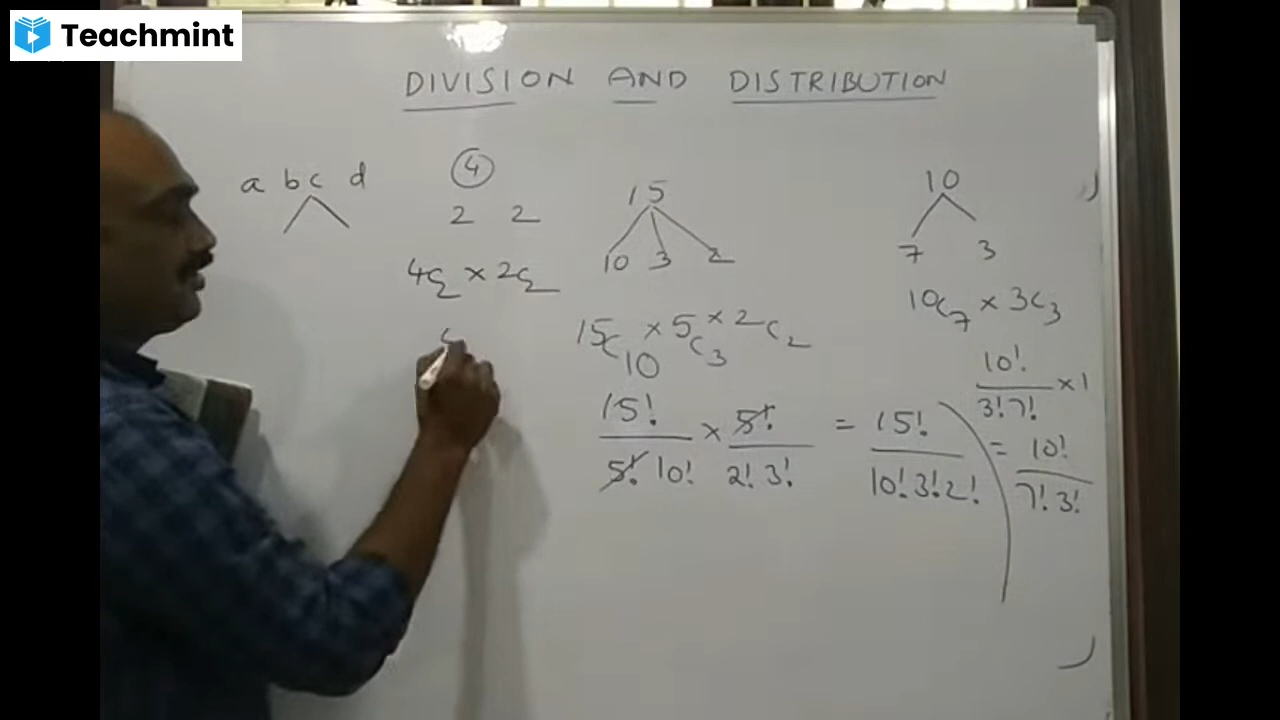 Teachmint
DIVISION AND DISTRIBUTION
a b c d
4
2 2
4C2 × 2C2
15
10 3 2
15C10 × 5C3 × 2C2
15! / 5! 10! × 5! / 2! 3! = 15! / 10! 3! 2!
10
7 3
10C7 × 3C3
10! / 3! 7! × 1
= 10! / 7! 3!